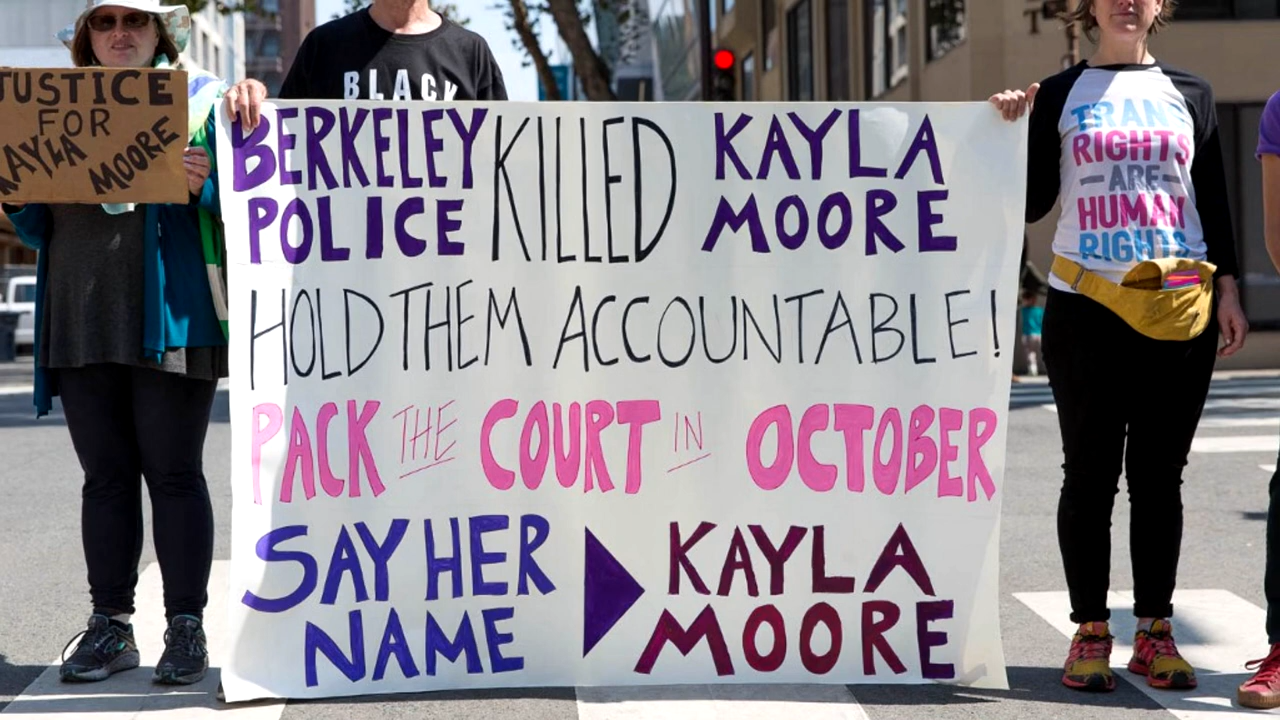 JUSTICE
FOR
KAYLA
MOORE
BLACK
BERKELEY KILLED KAYLA
POLICE MOORE
HOLD THEM ACCOUNTABLE!
PACK THE COURT IN OCTOBER
SAY HER KAYLA
NAME MOORE
TRANS
RIGHTS
—ARE—
HUMAN
RIGHTS